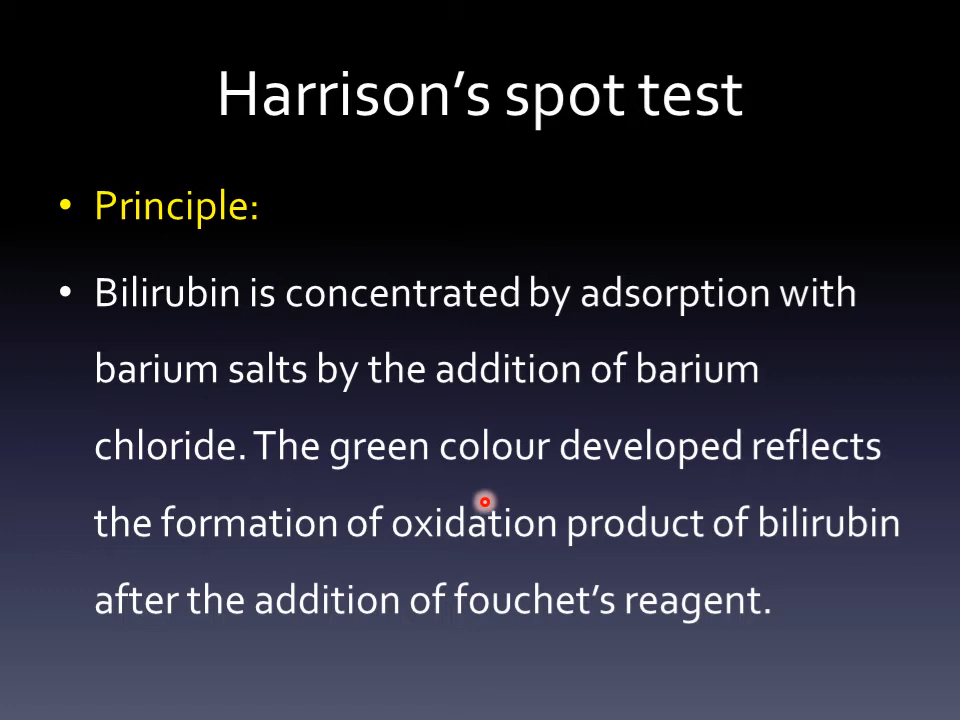 Harrison’s spot test
• Principle:
• Bilirubin is concentrated by adsorption with
barium salts by the addition of barium
chloride. The green colour developed reflects
the formation of oxidation product of bilirubin
after the addition of fouchet’s reagent.